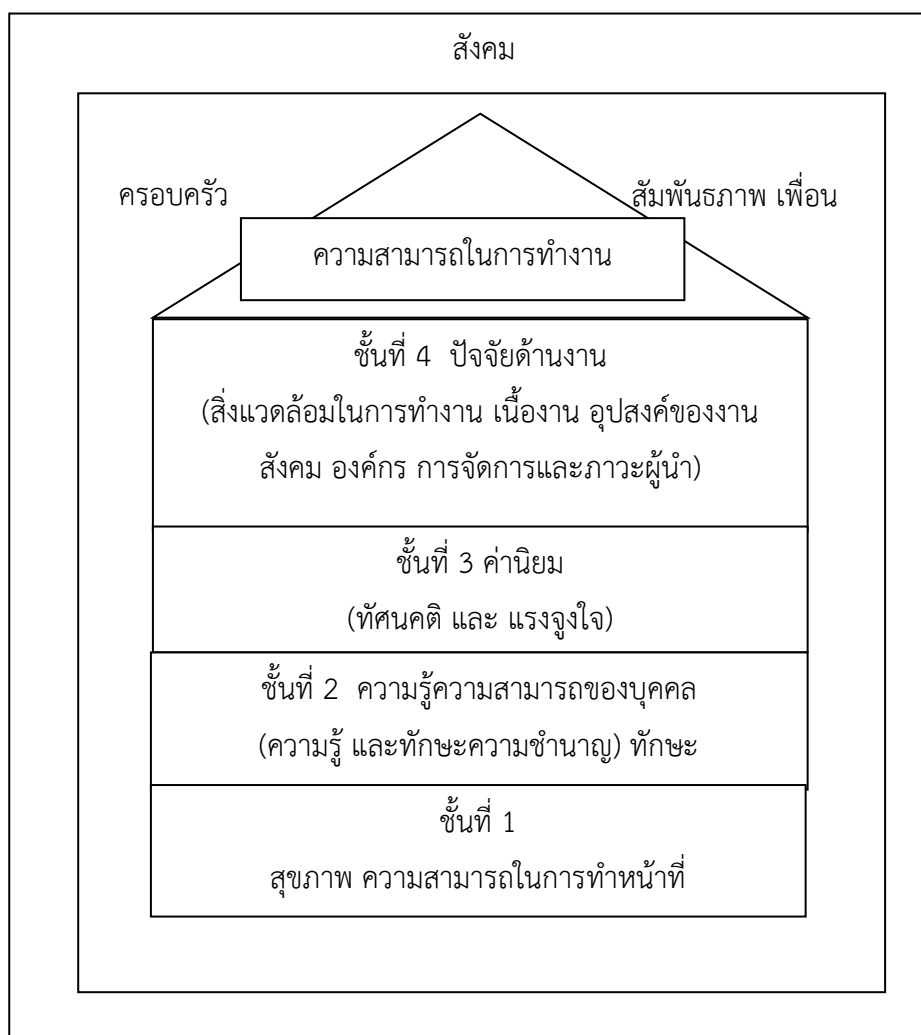 สังคม
ครอบครัว
สัมพันธภาพ เพื่อน
ความสามารถในการทำงาน
ชั้นที่ 4 ปัจจัยด้านงาน
(สิ่งแวดล้อมในการทำงาน เนื้องาน อุปสงค์ของงาน
สังคม องค์กร การจัดการและภาวะผู้นำ)
ชั้นที่ 3 ค่านิยม
(ทัศนคติ และ แรงจูงใจ)
ชั้นที่ 2 ความรู้ความสามารถของบุคคล
(ความรู้ และทักษะความชำนาญ) ทักษะ
ชั้นที่ 1
สุขภาพ ความสามารถในการทำหน้าที่